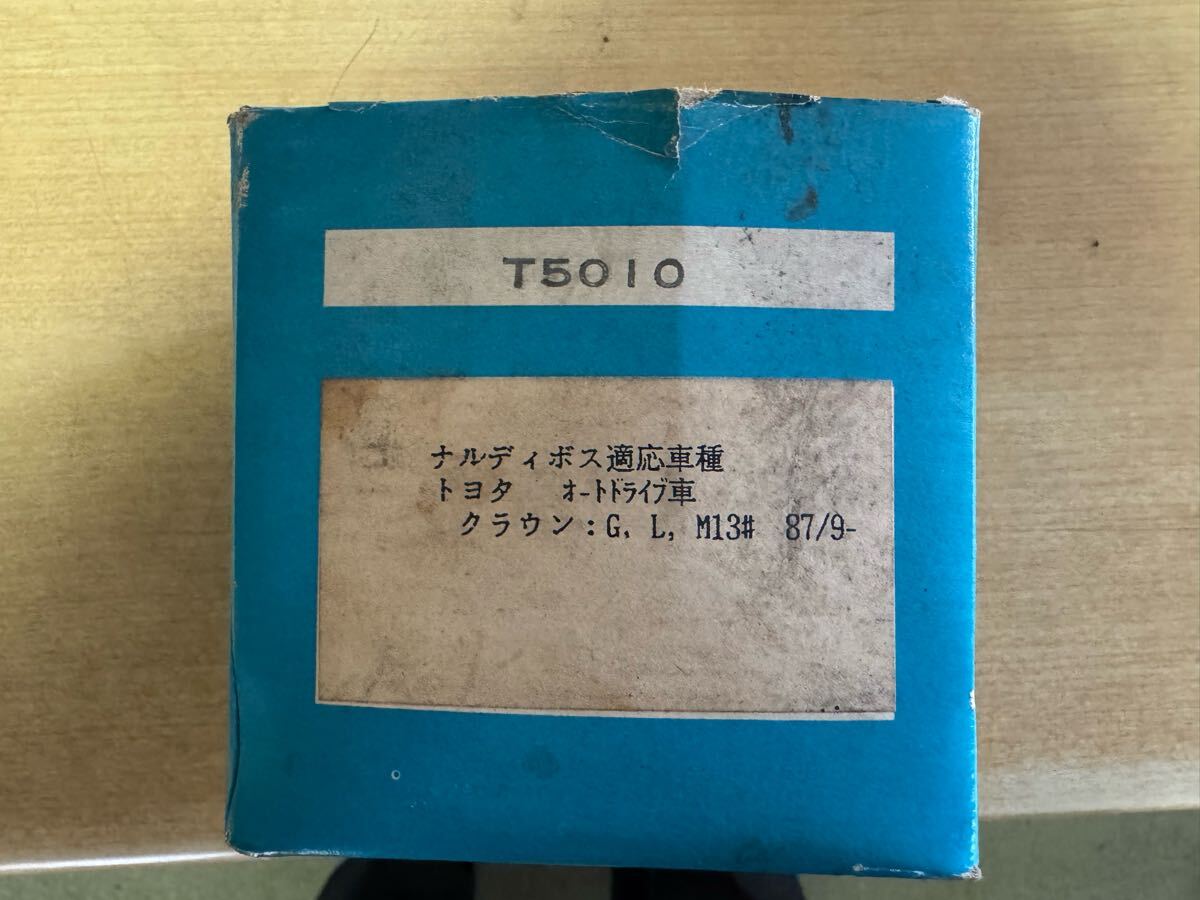 T5010
ナルディボス適応車種
トヨタ　ｵｰﾄﾄﾞﾗｲﾌﾞ車
クラウン：G, L, M13#　87/9-